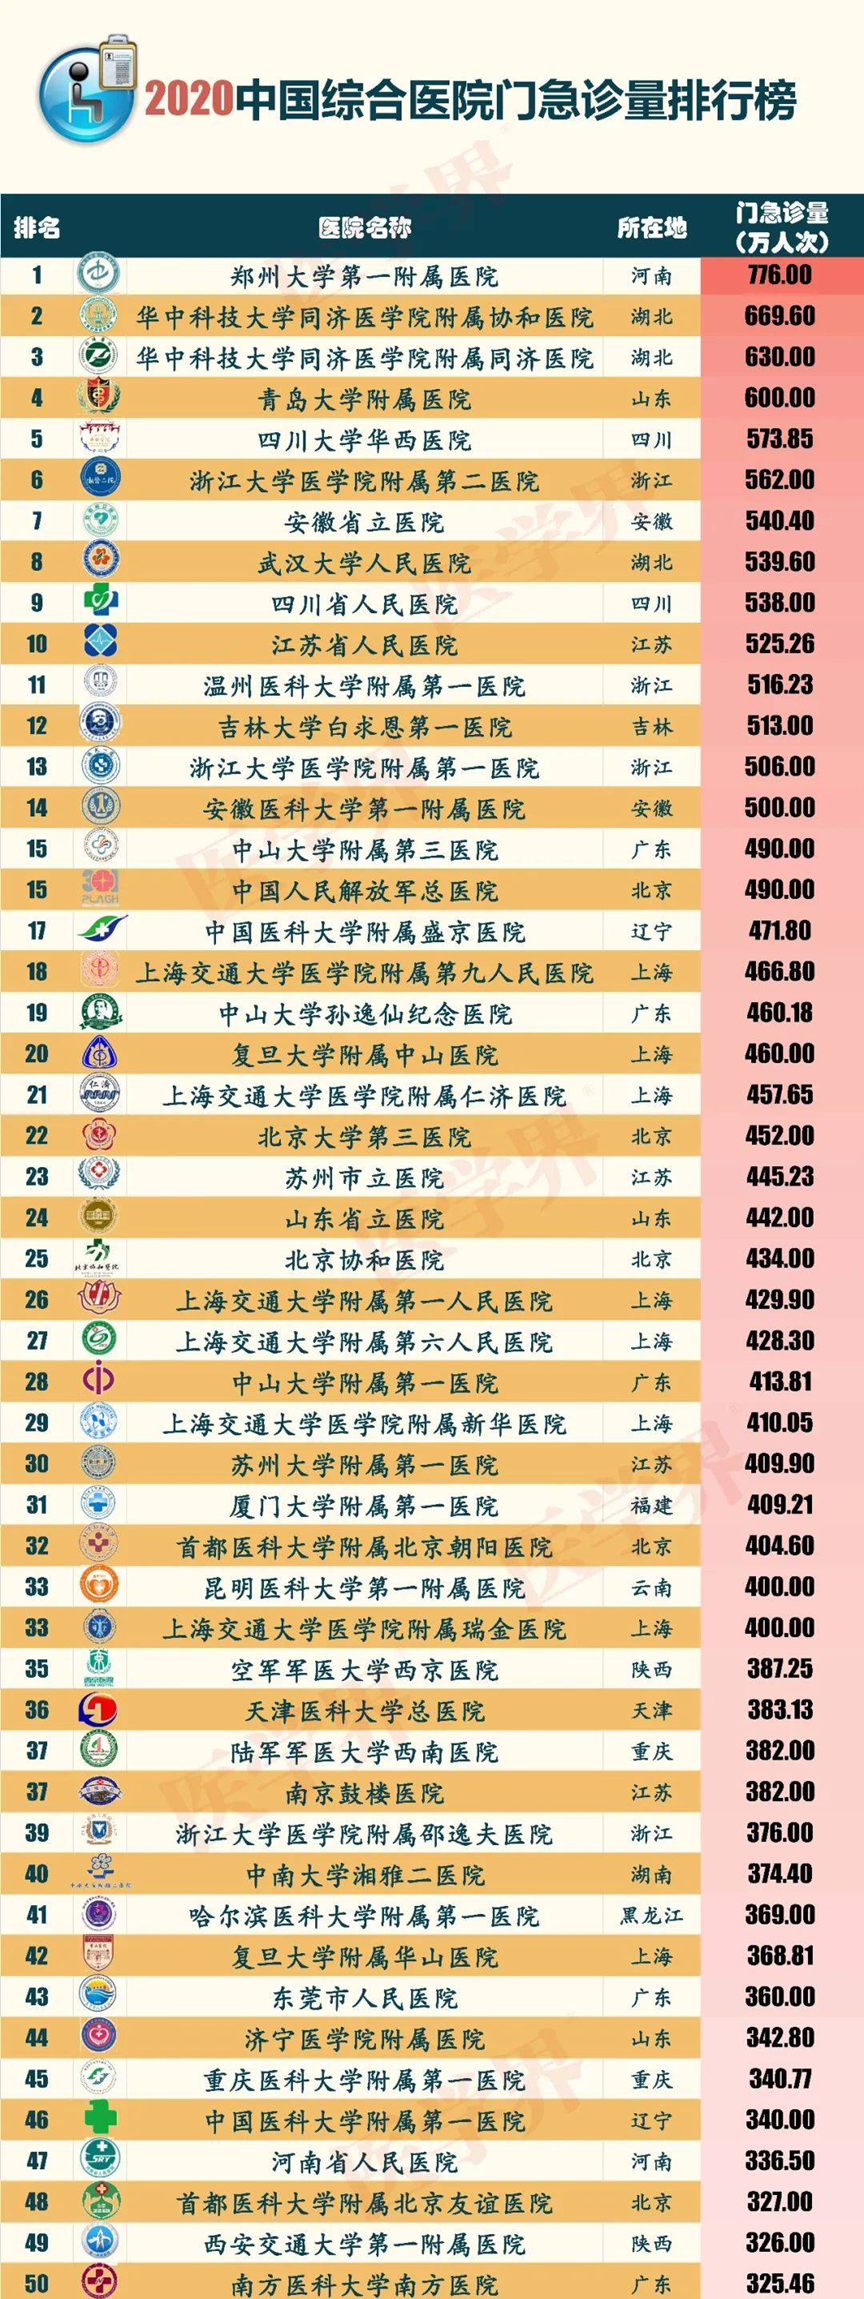 2020中国综合医院门急诊量排行榜
排名 医院名称 所在地 门急诊量(万人次)
1 郑州大学第一附属医院 河南 776.00
2 华中科技大学同济医学院附属协和医院 湖北 669.60
3 华中科技大学同济医学院附属同济医院 湖北 630.00
4 青岛大学附属医院 山东 600.00
5 四川大学华西医院 四川 573.85
6 浙江大学医学院附属第二医院 浙江 562.00
7 安徽省立医院 安徽 540.40
8 武汉大学人民医院 湖北 539.60
9 四川省人民医院 四川 538.00
10 江苏省人民医院 江苏 525.26
11 温州医科大学附属第一医院 浙江 516.23
12 吉林大学白求恩第一医院 吉林 513.00
13 浙江大学医学院附属第一医院 浙江 506.00
14 安徽医科大学第一附属医院 安徽 500.00
15 中山大学附属第三医院 广东 490.00
15 中国人民解放军总医院 北京 490.00
17 中国医科大学附属盛京医院 辽宁 471.80
18 上海交通大学医学院附属第九人民医院 上海 466.80
19 中山大学孙逸仙纪念医院 广东 460.18
20 复旦大学附属中山医院 上海 460.00
21 上海交通大学医学院附属仁济医院 上海 457.65
22 北京大学第三医院 北京 452.00
23 苏州市立医院 江苏 445.23
24 山东省立医院 山东 442.00
25 北京协和医院 北京 434.00
26 上海交通大学附属第一人民医院 上海 429.90
27 上海交通大学附属第六人民医院 上海 428.30
28 中山大学附属第一医院 广东 413.81
29 上海交通大学医学院附属新华医院 上海 410.05
30 苏州大学附属第一医院 江苏 409.90
31 厦门大学附属第一医院 福建 409.21
32 首都医科大学附属北京朝阳医院 北京 404.60
33 昆明医科大学第一附属医院 云南 400.00
33 上海交通大学医学院附属瑞金医院 上海 400.00
35 空军军医大学西京医院 陕西 387.25
36 天津医科大学总医院 天津 383.13
37 陆军军医大学西南医院 重庆 382.00
37 南京鼓楼医院 江苏 382.00
39 浙江大学医学院附属邵逸夫医院 浙江 376.00
40 中南大学湘雅二医院 湖南 374.40
41 哈尔滨医科大学附属第一医院 黑龙江 369.00
42 复旦大学附属华山医院 上海 368.81
43 东莞市人民医院 广东 360.00
44 济宁医学院附属医院 山东 342.80
45 重庆医科大学附属第一医院 重庆 340.77
46 中国医科大学附属第一医院 辽宁 340.00
47 河南省人民医院 河南 336.50
48 首都医科大学附属北京友谊医院 北京 327.00
49 西安交通大学第一附属医院 陕西 326.00
50 南方医科大学南方医院 广东 325.46